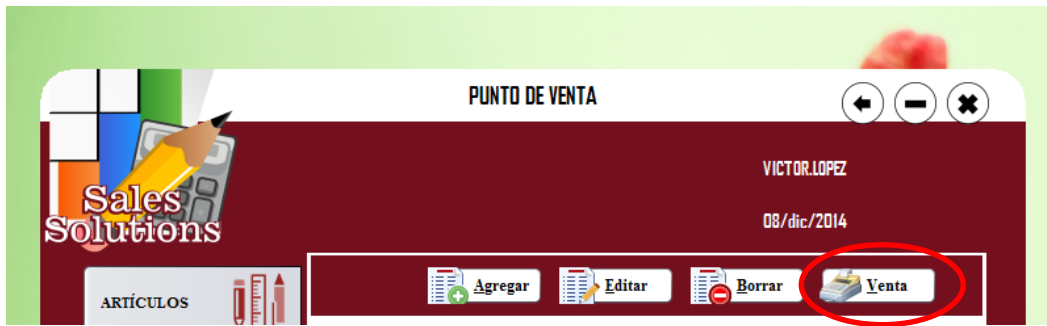 PUNTO DE VENTA
VICTOR.LOPEZ
Sales
Solutions
08/dic/2014
ARTÍCULOS
Agregar Editar Borrar Venta